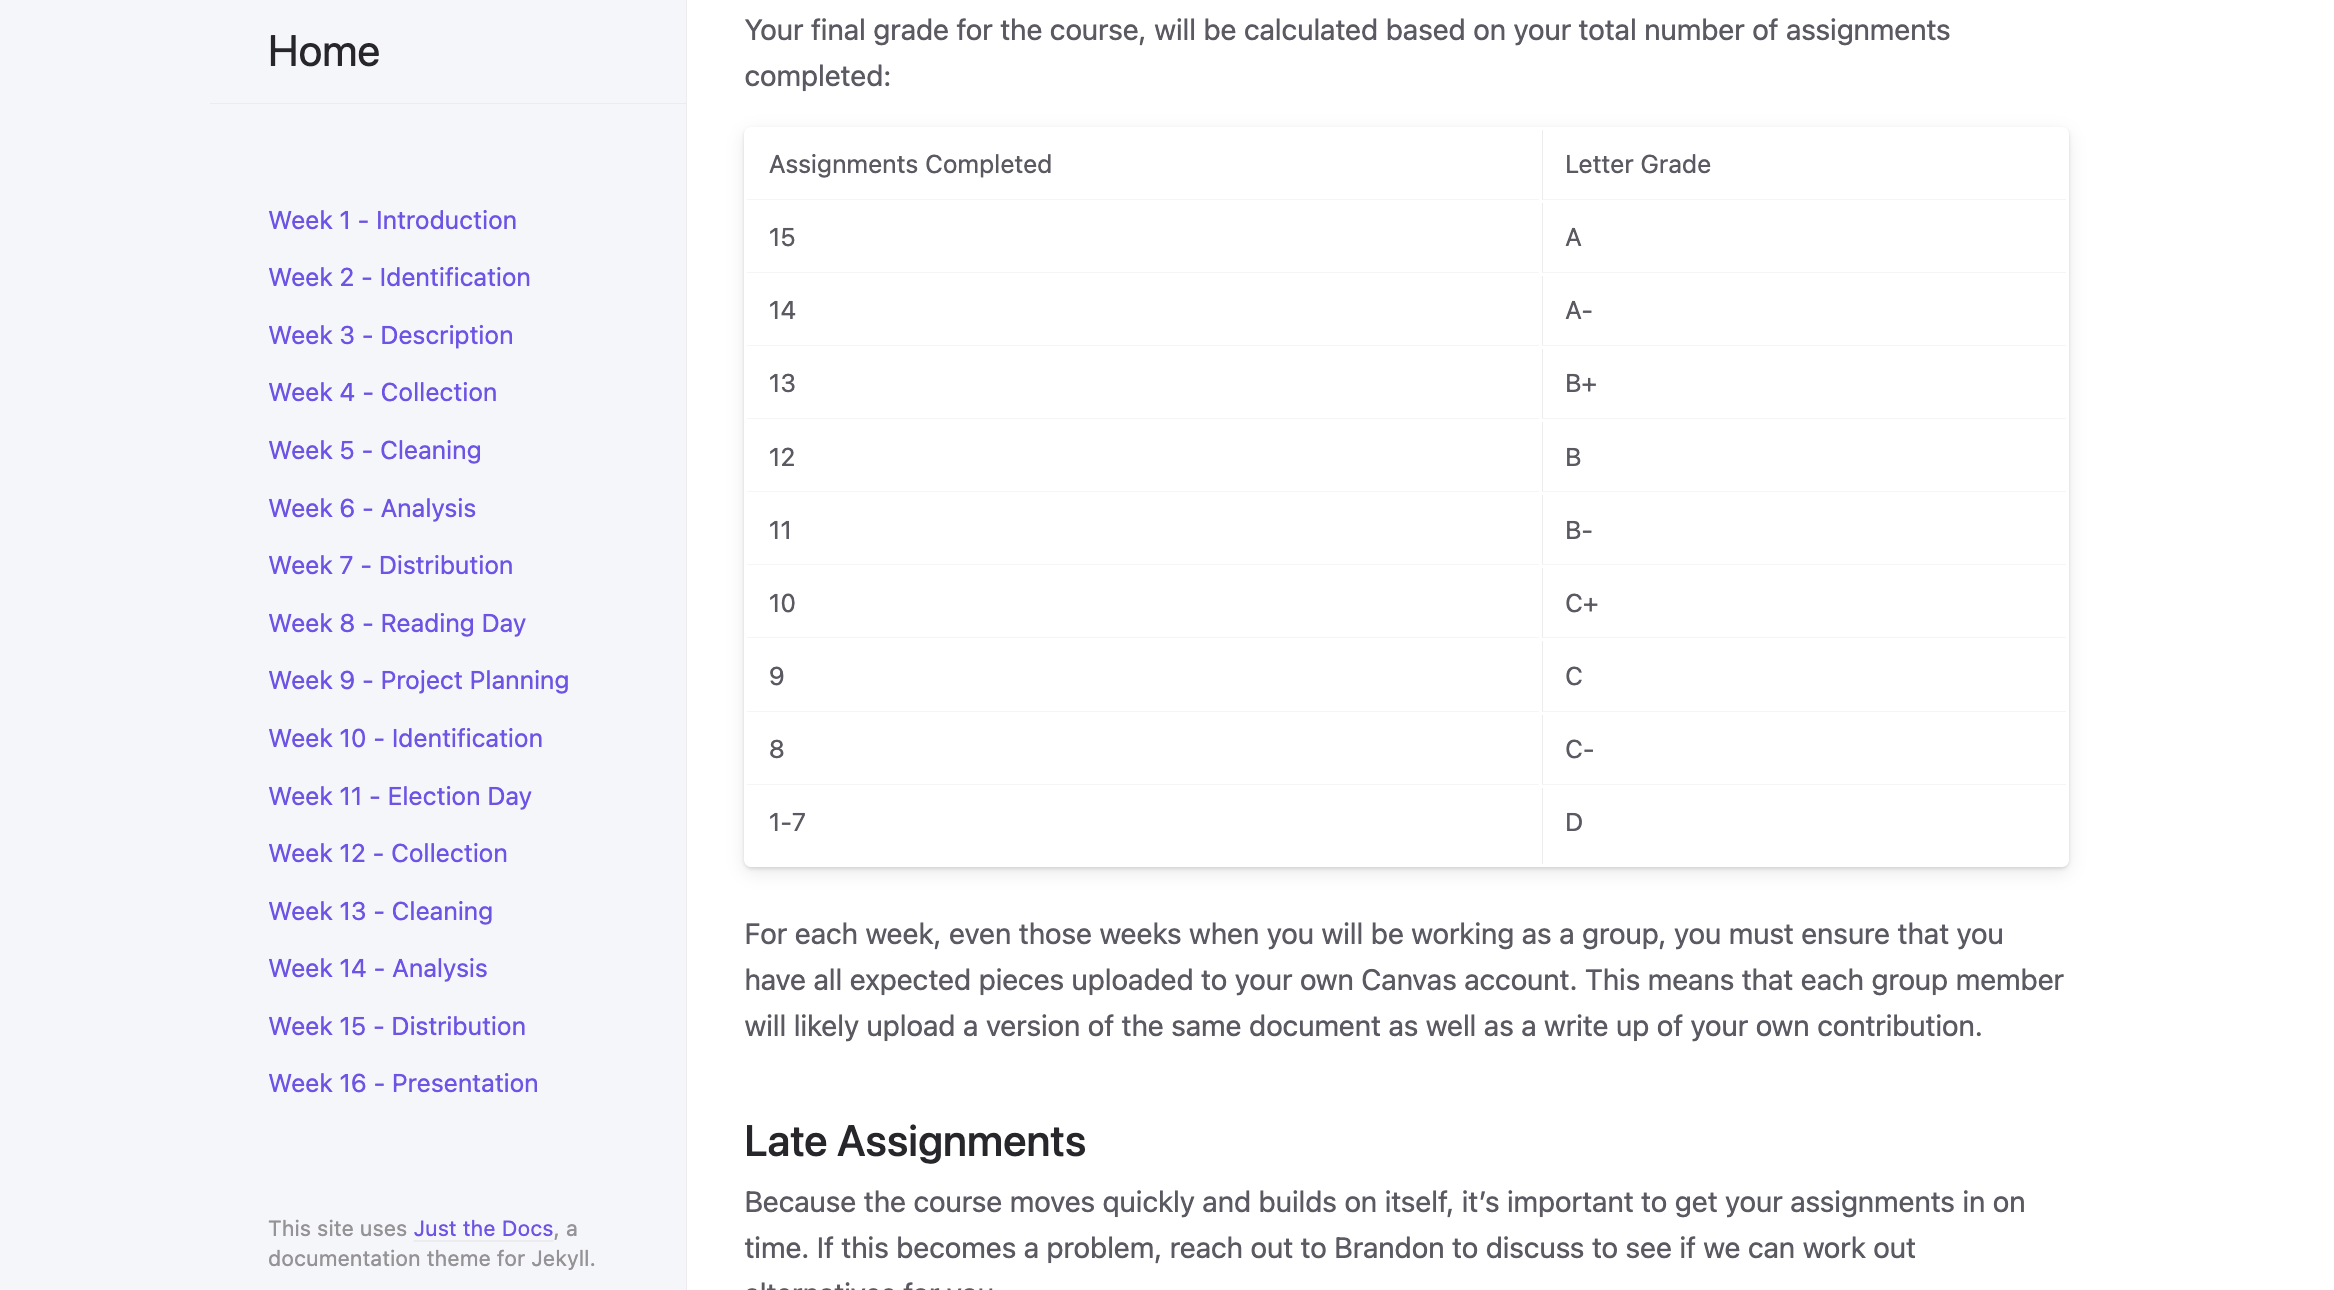 Home
Week 1 - Introduction
Week 2 - Identification
Week 3 - Description
Week 4 - Collection
Week 5 - Cleaning
Week 6 - Analysis
Week 7 - Distribution
Week 8 - Reading Day
Week 9 - Project Planning
Week 10 - Identification
Week 11 - Election Day
Week 12 - Collection
Week 13 - Cleaning
Week 14 - Analysis
Week 15 - Distribution
Week 16 - Presentation
This site uses Just the Docs, a
documentation theme for Jekyll.
Your final grade for the course, will be calculated based on your total number of assignments
completed:
Assignments Completed Letter Grade
15 A
14 A-
13 B+
12 B
11 B-
10 C+
9 C
8 C-
1-7 D
For each week, even those weeks when you will be working as a group, you must ensure that you
have all expected pieces uploaded to your own Canvas account. This means that each group member
will likely upload a version of the same document as well as a write up of your own contribution.
Late Assignments
Because the course moves quickly and builds on itself, it's important to get your assignments in on
time. If this becomes a problem, reach out to Brandon to discuss to see if we can work out
alternatives for you